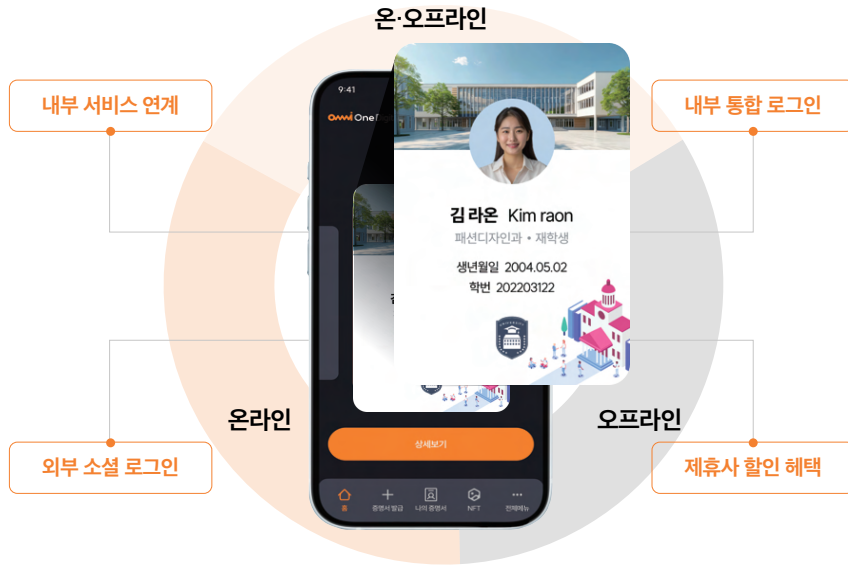 온·오프라인
내부 서비스 연계
내부 통합 로그인
9:41
omni One
김 라온 Kim raon
패션디자인과 • 재학생
생년월일 2004.05.02
학번 202203122
UNIVERSITY
온라인
오프라인
상세보기
외부 소셜 로그인
제휴사 할인 혜택
홈
증명서 발급
나의 증명서
NFT
전체메뉴